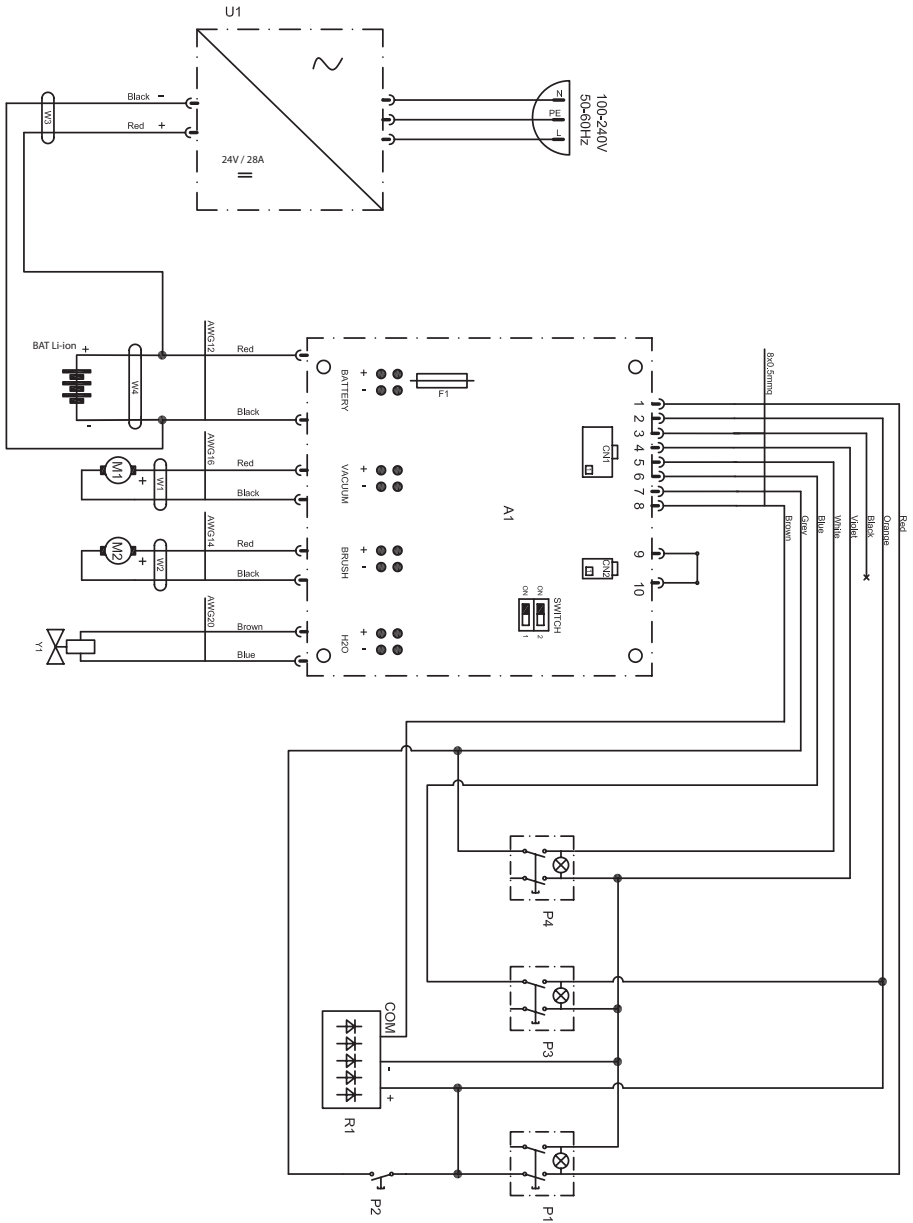 U1
100-240V
50-60Hz
N
PE
L
Black -
Red +
W3
24V / 28A
BAT Li-ion
+
-
W4
AWG12
Red
Black
BATTERY
+
-
F1
AWG16
M1
+
W1
Red
Black
VACUUM
+
-
A1
AWG14
M2
+
W2
Red
Black
BRUSH
+
-
AWG20
Y1
Brown
Blue
H2O
+
-
CN1
1
CN2
1
SWITCH
ON
ON
1
2
1
2
3
4
5
6
7
8
9
10
8x0.5mmq
Red
Orange
Black
Violet
White
Blue
Grey
Brown
P4
P3
COM
-
+
R1
P2
P1